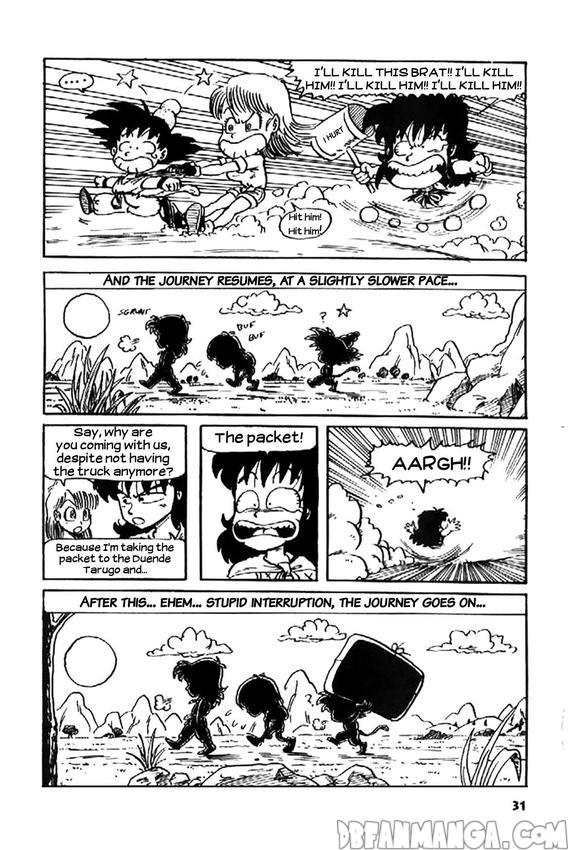 ....
I'LL KILL THIS BRAT!! I'LL KILL
HIM!! I'LL KILL HIM!! I'LL KILL HIM!!
I HURT
Hit him!
Hit him!
AND THE JOURNEY RESUMES, AT A SLIGHTLY SLOWER PACE...
SGRUNT
BUF
BUF
?
Say, why are
you coming with us,
despite not having
the truck anymore?
Because I'm taking the
packet to the Duende
Tarugo and...
The packet!
AARGH!!
AFTER THIS... EHEM... STUPID INTERRUPTION, THE JOURNEY GOES ON...
31
DBFANMANGA.COM